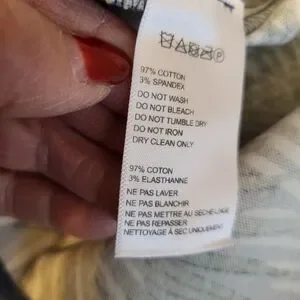 97% COTTON
3% SPANDEX
DO NOT WASH
DO NOT BLEACH
DO NOT TUMBLE DRY
DO NOT IRON
DRY CLEAN ONLY
97% COTTON
3% ELASTHANNE
NE PAS LAVER
NE PAS BLANCHIR
NE PAS METTRE AU SECHE-LINGE
NE PAS REPASSER
NETTOYAGE À SEC UNIQUEMENT